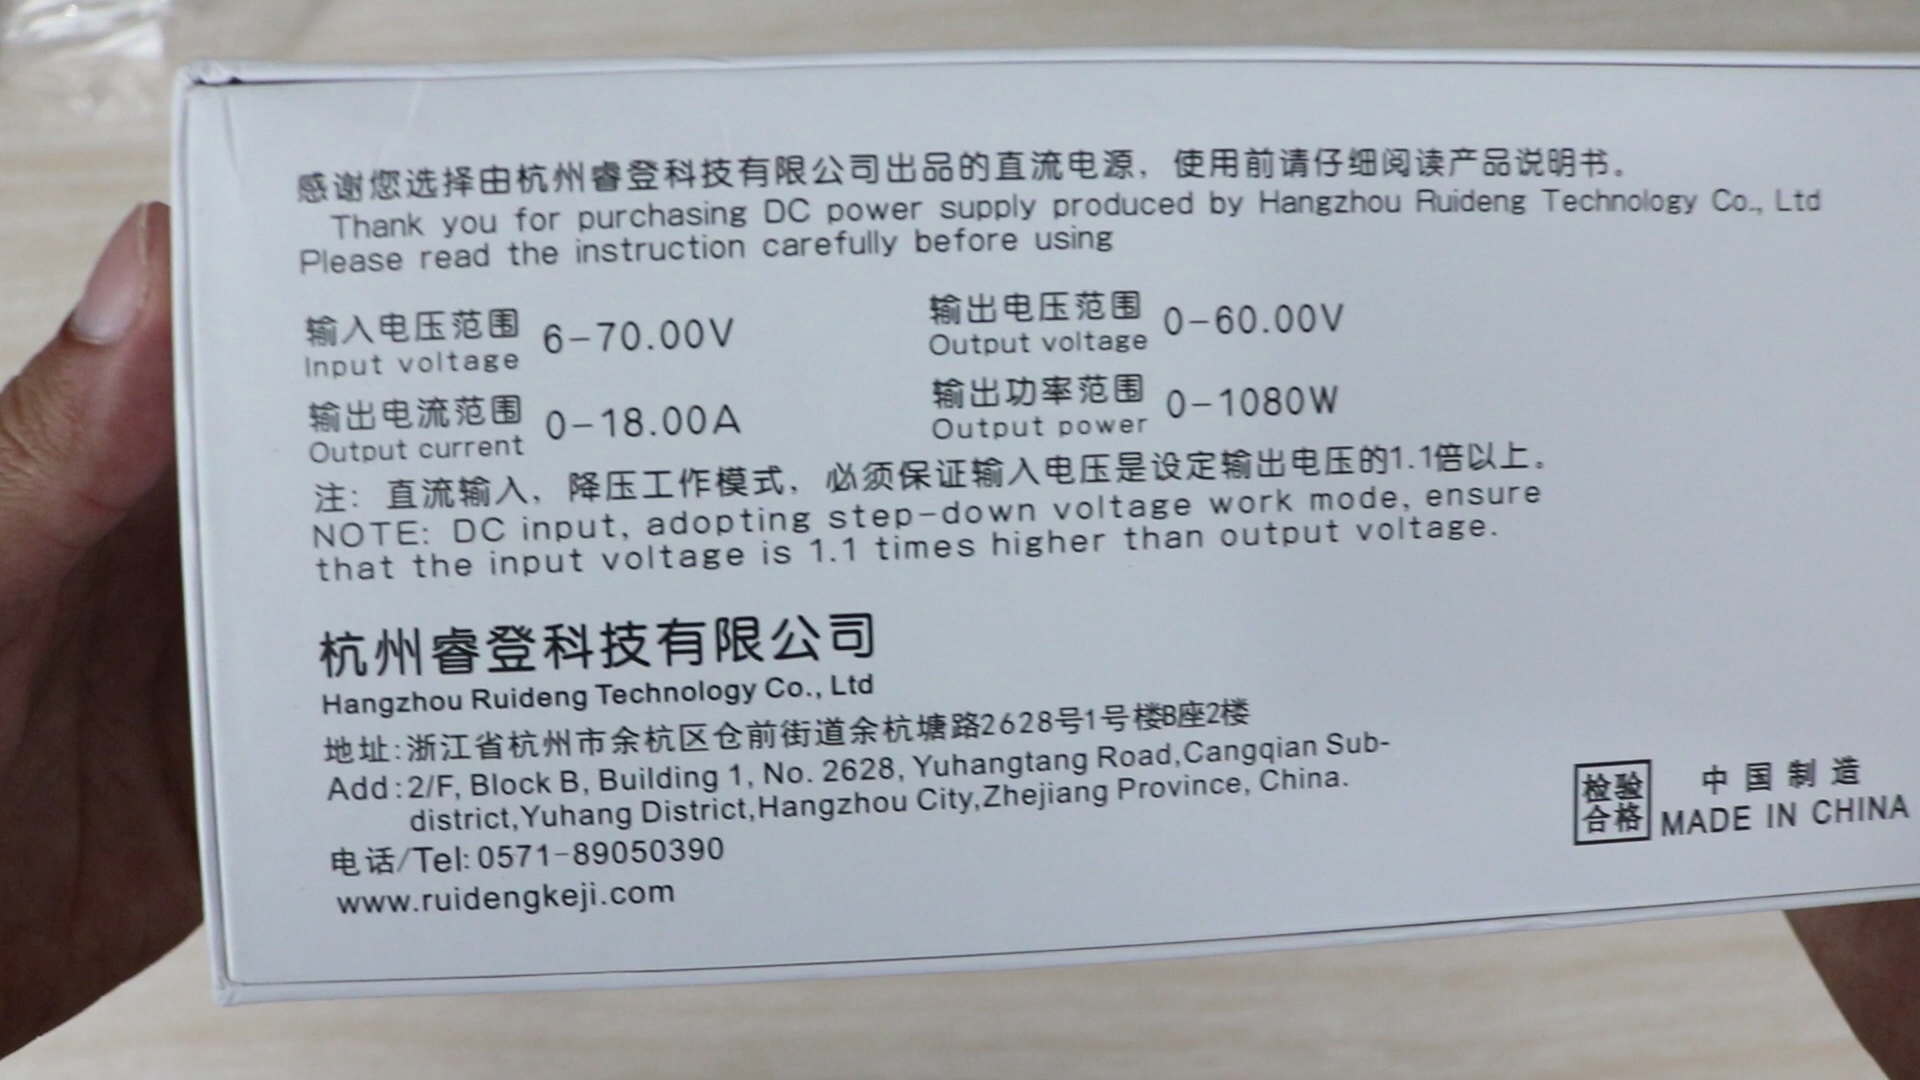 感谢您选择由杭州睿登科技有限公司出品的直流电源，使用前请仔细阅读产品说明书。
Thank you for purchasing DC power supply produced by Hangzhou Ruideng Technology Co., Ltd
Please read the instruction carefully before using
输入电压范围 6-70.00V
Input voltage
输出电压范围 0-60.00V
Output voltage
输出电流范围 0-18.00A
Output current
输出功率范围 0-1080W
Output power
注：直流输入，降压工作模式，必须保证输入电压是设定输出电压的1.1倍以上。
NOTE: DC input, adopting step-down voltage work mode, ensure
that the input voltage is 1.1 times higher than output voltage.
杭州睿登科技有限公司
Hangzhou Ruideng Technology Co., Ltd
地址:浙江省杭州市余杭区仓前街道余杭塘路2628号1号楼B座2楼
Add:2/F, Block B, Building 1, No. 2628, Yuhangtang Road,Cangqian Sub-
district,Yuhang District,Hangzhou City,Zhejiang Province, China.
电话/Tel:0571-89050390
www.ruidengkeji.com
检验
合格
中国制造
MADE IN CHINA